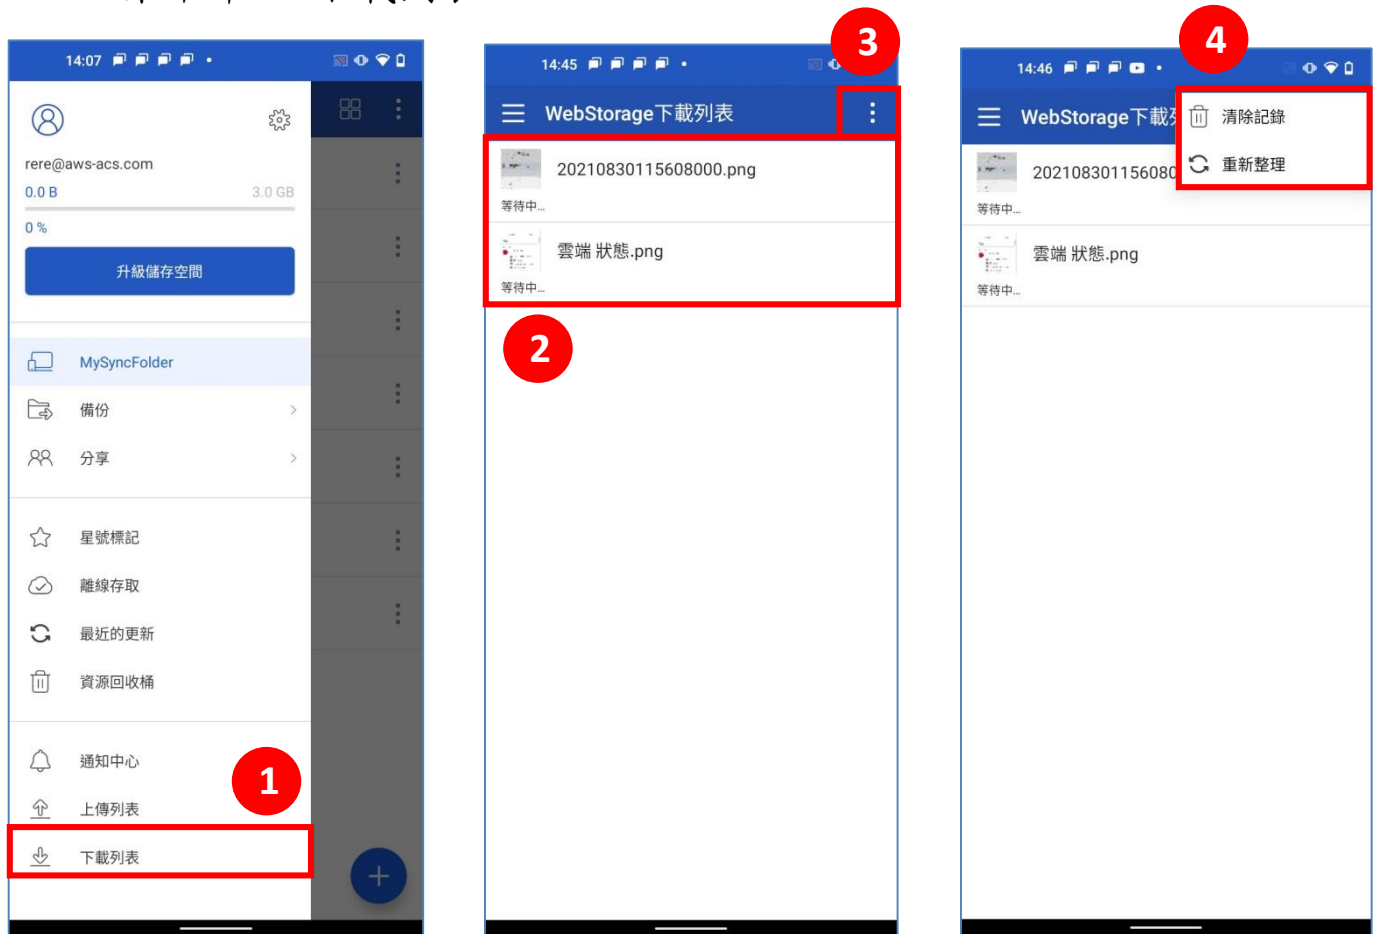 14:07
rere@aws-acs.com
0.0 B 3.0 GB
0 %
升級儲存空間
MySyncFolder
備份
分享
星號標記
離線存取
最近的更新
資源回收桶
通知中心
1
上傳列表
下載列表
3
14:45
WebStorage下載列表
20210830115608000.png
等待中...
雲端 狀態.png
等待中...
2
4
14:46
WebStorage下載
清除記錄
重新整理
202108301156080
等待中...
雲端 狀態.png
等待中...